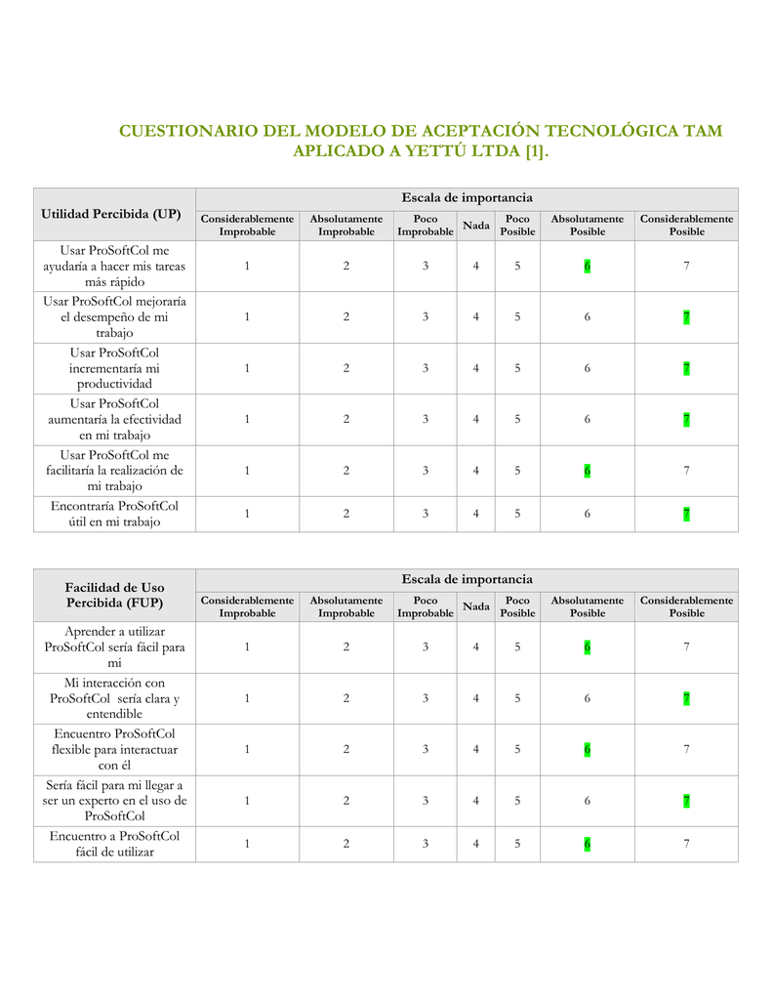 CUESTIONARIO DEL MODELO DE ACEPTACIÓN TECNOLÓGICA TAM
APLICADO A YETTÚ LTDA [1].
Utilidad Percibida (UP)
Escala de importancia
Considerablemente Improbable
Absolutamente Improbable
Poco Improbable
Nada
Poco Posible
Absolutamente Posible
Considerablemente Posible
Usar ProSoftCol me
ayudaría a hacer mis tareas
más rápido
1 2 3 4 5 6 7
Usar ProSoftCol mejoraría
el desempeño de mi
trabajo
1 2 3 4 5 6 7
Usar ProSoftCol
incrementaría mi
productividad
1 2 3 4 5 6 7
Usar ProSoftCol
aumentaría la efectividad
en mi trabajo
1 2 3 4 5 6 7
Usar ProSoftCol me
facilitaría la realización de
mi trabajo
1 2 3 4 5 6 7
Encontraría ProSoftCol
útil en mi trabajo
1 2 3 4 5 6 7
Facilidad de Uso
Percibida (FUP)
Escala de importancia
Considerablemente Improbable
Absolutamente Improbable
Poco Improbable
Nada
Poco Posible
Absolutamente Posible
Considerablemente Posible
Aprender a utilizar
ProSoftCol sería fácil para
mi
1 2 3 4 5 6 7
Mi interacción con
ProSoftCol sería clara y
entendible
1 2 3 4 5 6 7
Encuentro ProSoftCol
flexible para interactuar
con él
1 2 3 4 5 6 7
Sería fácil para mi llegar a
ser un experto en el uso de
ProSoftCol
1 2 3 4 5 6 7
Encuentro a ProSoftCol
fácil de utilizar
1 2 3 4 5 6 7